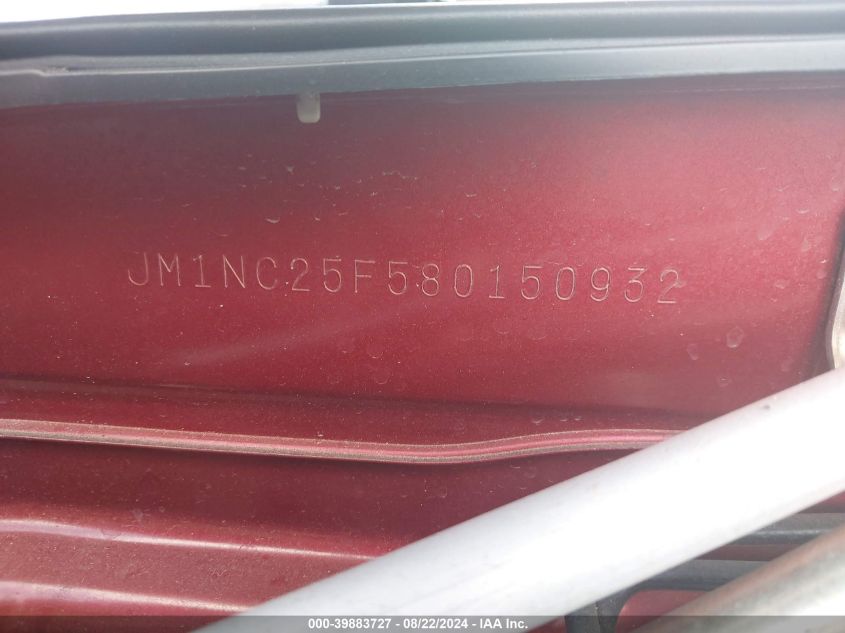 JM1NC25F580150932
000-39883727 - 08/22/2024 - IAA, Inc.